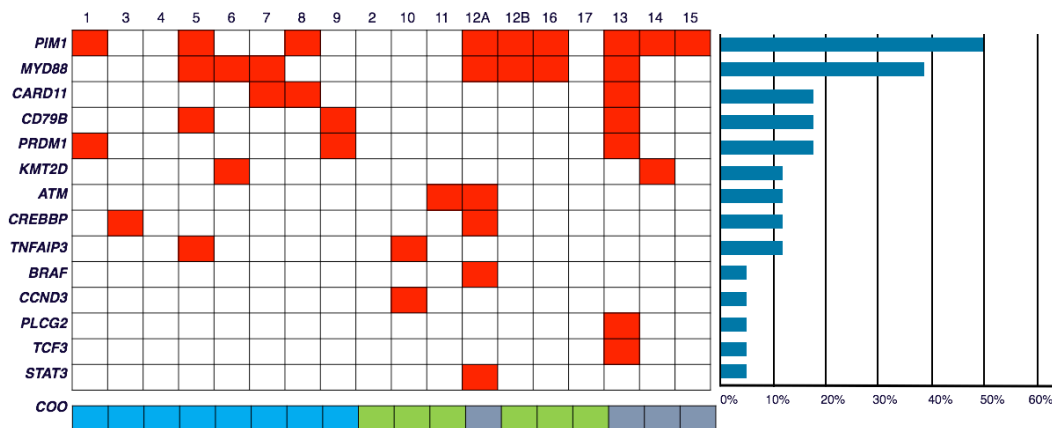 1 3 4 5 6 7 8 9 2 10 11 12A 12B 16 17 13 14 15
PIM1
MYD88
CARD11
CD79B
PRDM1
KMT2D
ATM
CREBBP
TNFAIP3
BRAF
CCND3
PLCG2
TCF3
STAT3
COO
0% 10% 20% 30% 40% 50% 60%